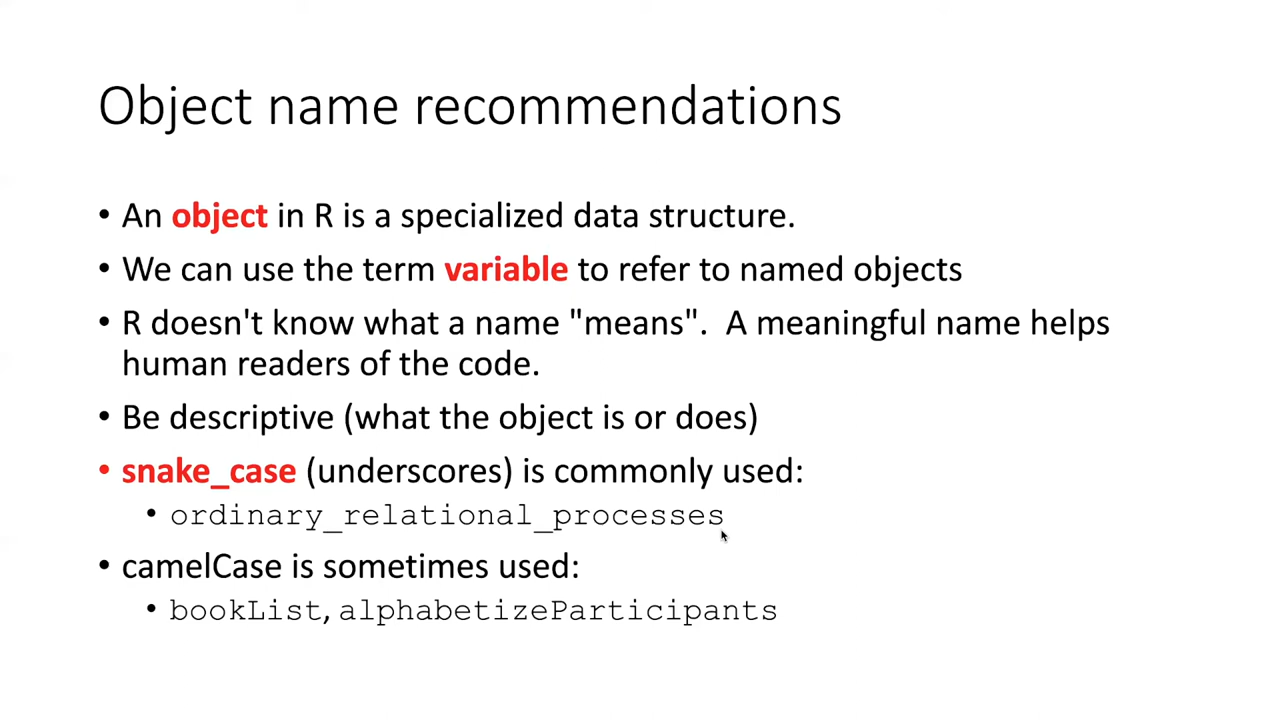 Object name recommendations
• An object in R is a specialized data structure.
• We can use the term variable to refer to named objects
• R doesn't know what a name "means".  A meaningful name helps
human readers of the code.
• Be descriptive (what the object is or does)
• snake_case (underscores) is commonly used:
• ordinary_relational_processes
• camelCase is sometimes used:
• bookList, alphabetizeParticipants